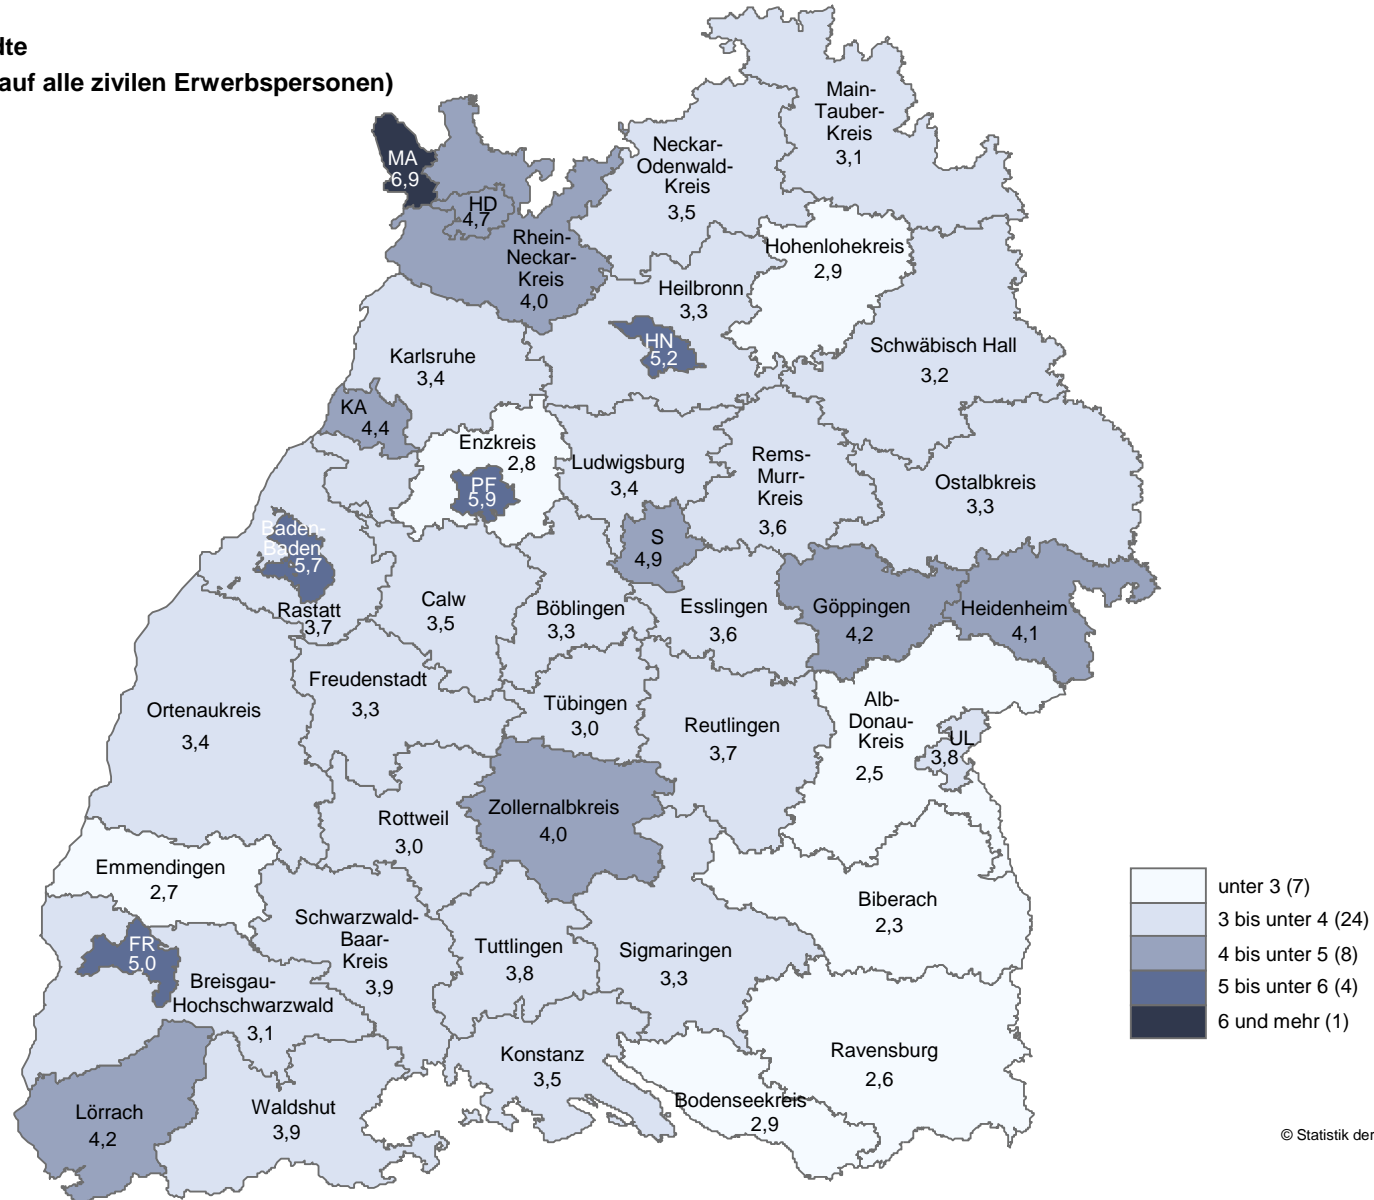 dte
auf alle zivilen Erwerbspersonen)
Main-
Tauber-
Kreis
3,1
MA
6,9
Neckar-
Odenwald-
Kreis
3,5
HD
4,7
Rhein-
Neckar-
Kreis
4,0
Hohenlohekreis
2,9
Heilbronn
3,3
HN
5,2
Schwäbisch Hall
3,2
Karlsruhe
3,4
KA
4,4
Enzkreis
2,8
PF
5,9
Ludwigsburg
3,4
Rems-
Murr-
Kreis
3,6
Ostalbkreis
3,3
Baden-
Baden
5,7
S
4,9
Rastatt
3,7
Calw
3,5
Böblingen
3,3
Esslingen
3,6
Göppingen
4,2
Heidenheim
4,1
Freudenstadt
3,3
Ortenaukreis
3,4
Tübingen
3,0
Reutlingen
3,7
Alb-
Donau-
Kreis
2,5
UL
3,8
Rottweil
3,0
Zollernalbkreis
4,0
Emmendingen
2,7
Biberach
2,3
Schwarzwald-
Baar-
Kreis
3,9
FR
5,0
Tuttlingen
3,8
Sigmaringen
3,3
Breisgau-
Hochschwarzwald
3,1
Konstanz
3,5
Ravensburg
2,6
Bodenseekreis
2,9
Lörrach
4,2
Waldshut
3,9
unter 3 (7)
3 bis unter 4 (24)
4 bis unter 5 (8)
5 bis unter 6 (4)
6 und mehr (1)
© Statistik der